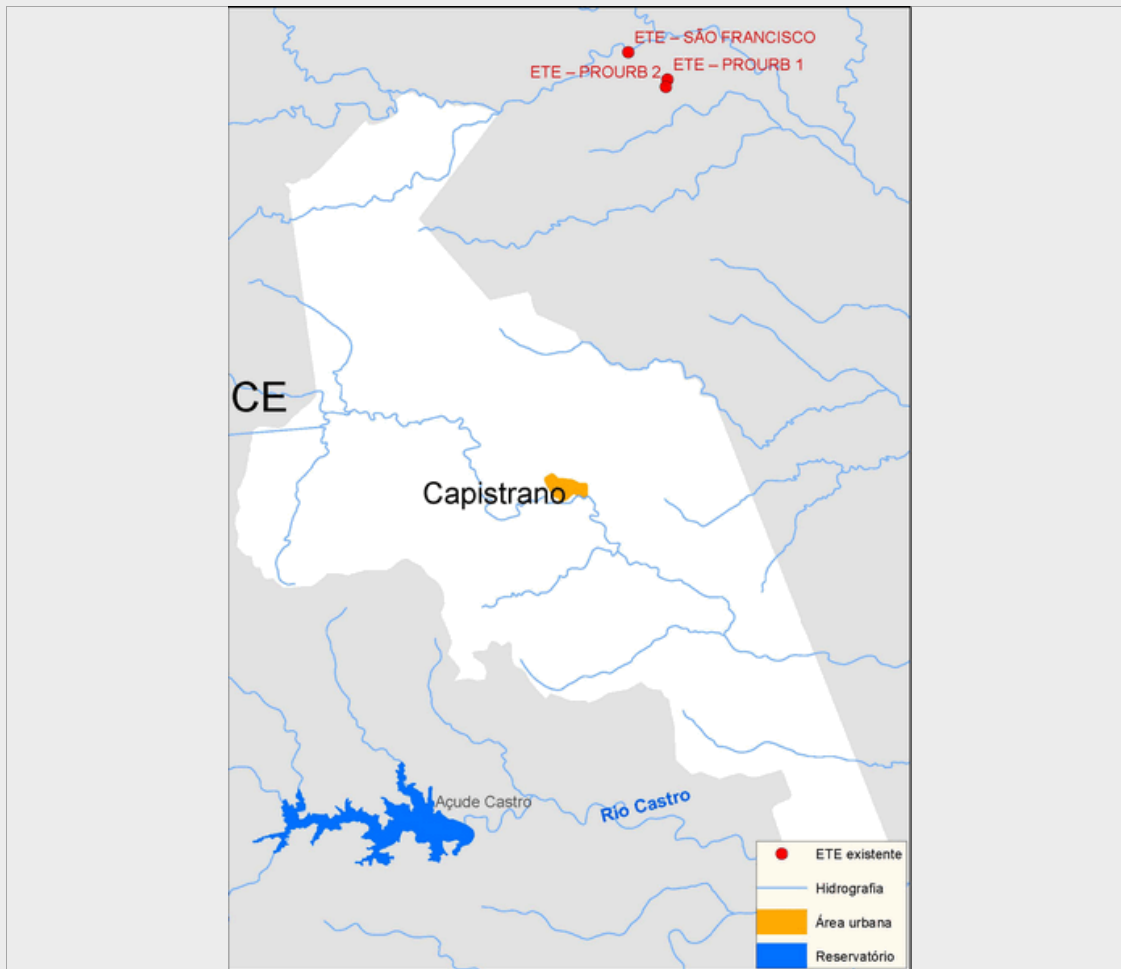 ETE – SÃO FRANCISCO
ETE – PROURB 1
ETE – PROURB 2
CE
Capistrano
Açude Castro
Rio Castro
ETE existente
Hidrografia
Área urbana
Reservatório